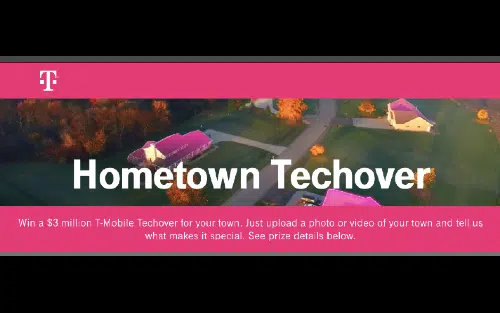 T
Hometown Techover
Win a $3 million T-Mobile Techover for your town. Just upload a photo or video of your town and tell us
what makes it special. See prize details below.